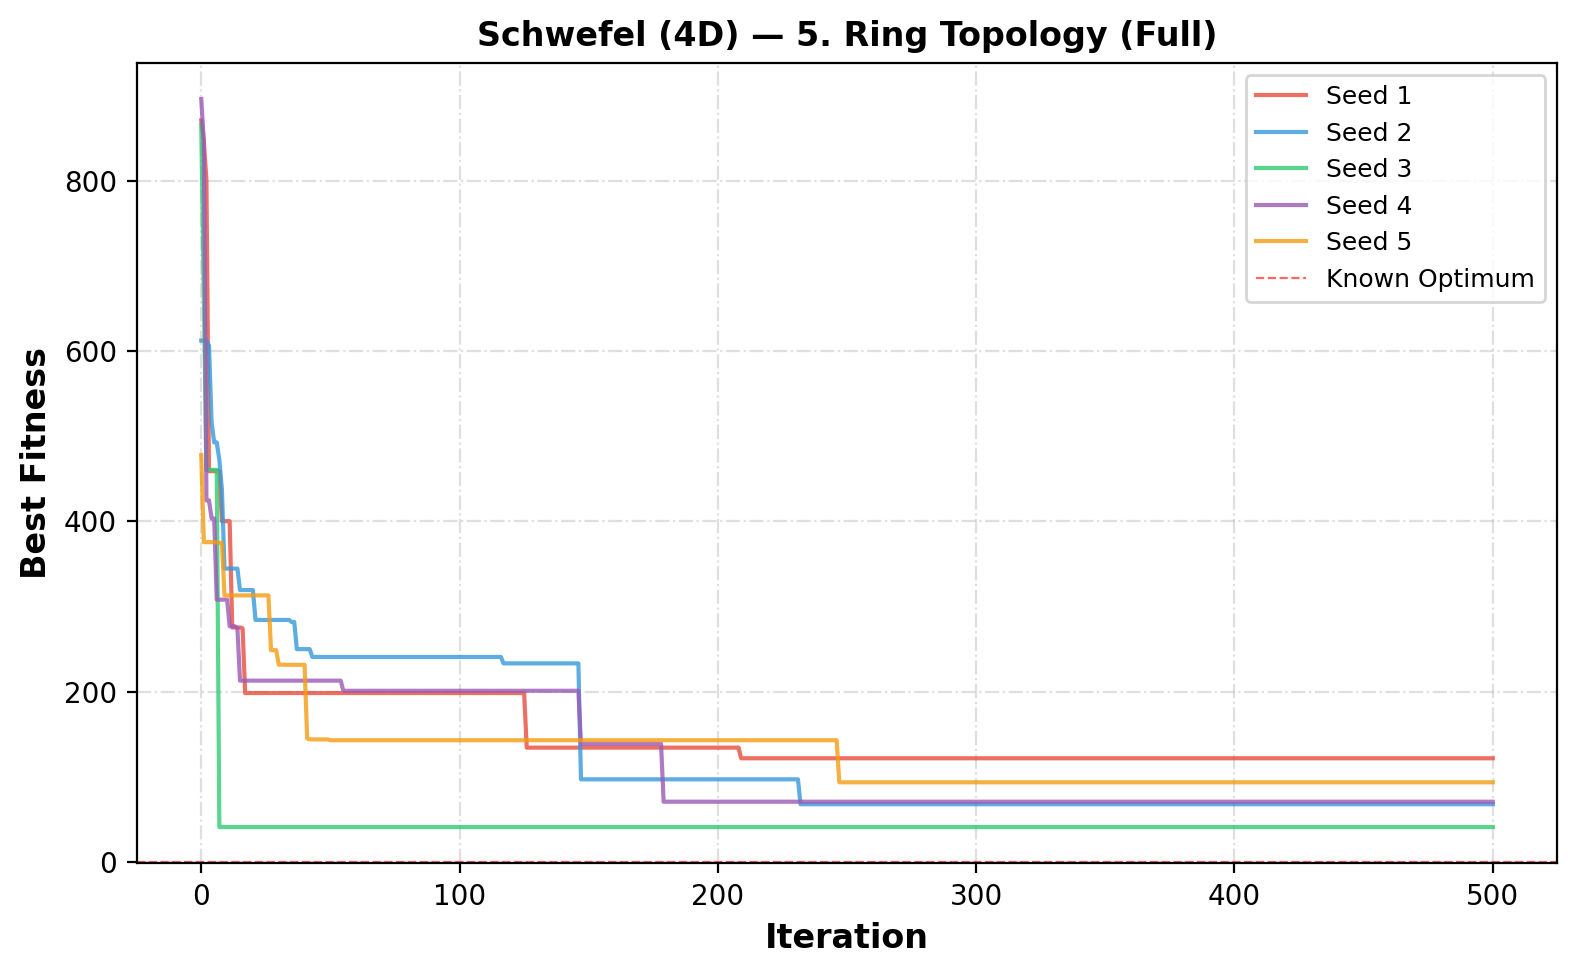 Schwefel (4D) — 5. Ring Topology (Full)
Best Fitness
800
600
400
200
0
Seed 1
Seed 2
Seed 3
Seed 4
Seed 5
Known Optimum
0 100 200 300 400 500
Iteration